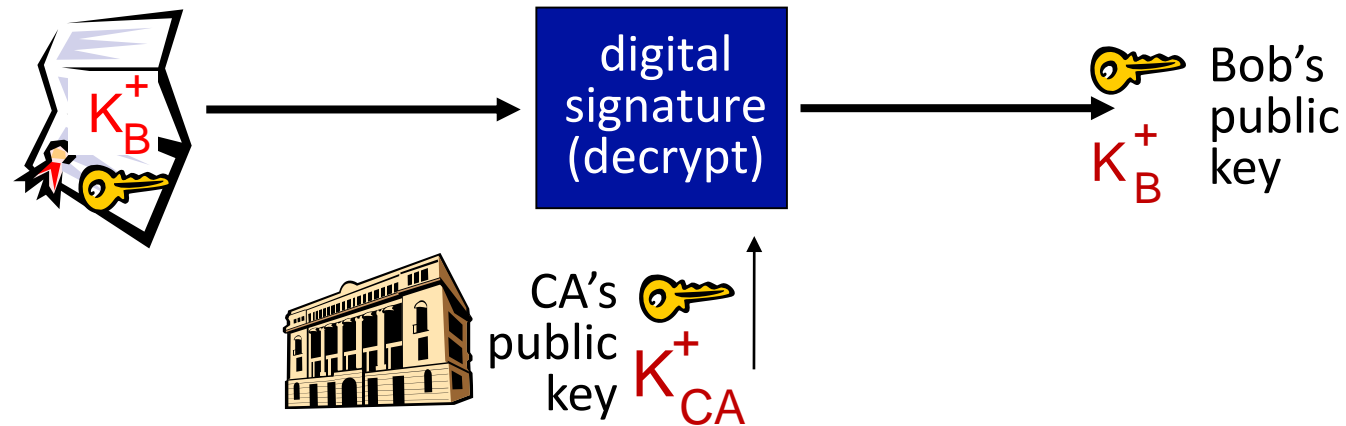 K+B
digital
signature
(decrypt)
K+B
Bob’s
public
key
CA’s
public
key
K+CA